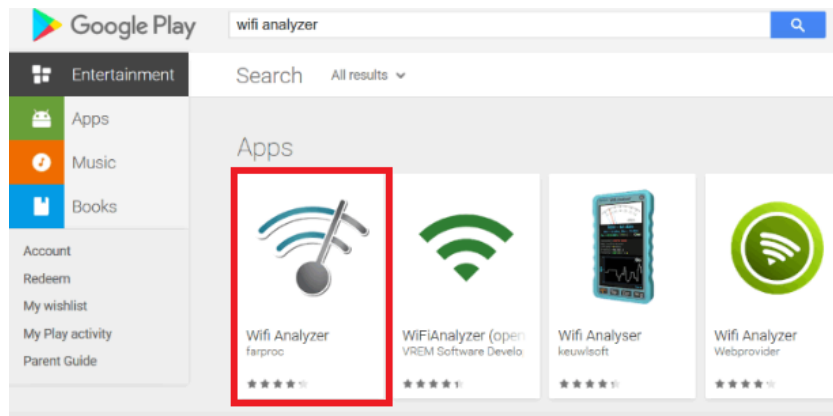 Google Play
wifi analyzer
Entertainment
Search
All results
Apps
Music
Books
Account
Redeem
My wishlist
My Play activity
Parent Guide
Apps
Wifi Analyzer
farproc
WiFiAnalyzer (open
VREM Software Develo
Wifi Analyser
keuwlsoft
Wifi Analyzer
Webprovider